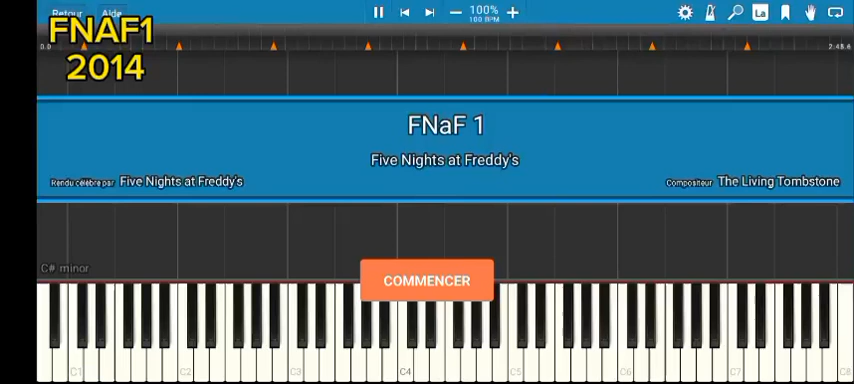 Retour Aide
100%
100 BPM
La
FNAF1
2014
0.0
2:48.6
FNaF 1
Five Nights at Freddy's
Rendu célèbre par Five Nights at Freddy's
Compositeur The Living Tombstone
C# minor
COMMENCER
C1 C2 C3 C4 C5 C6 C7 C8